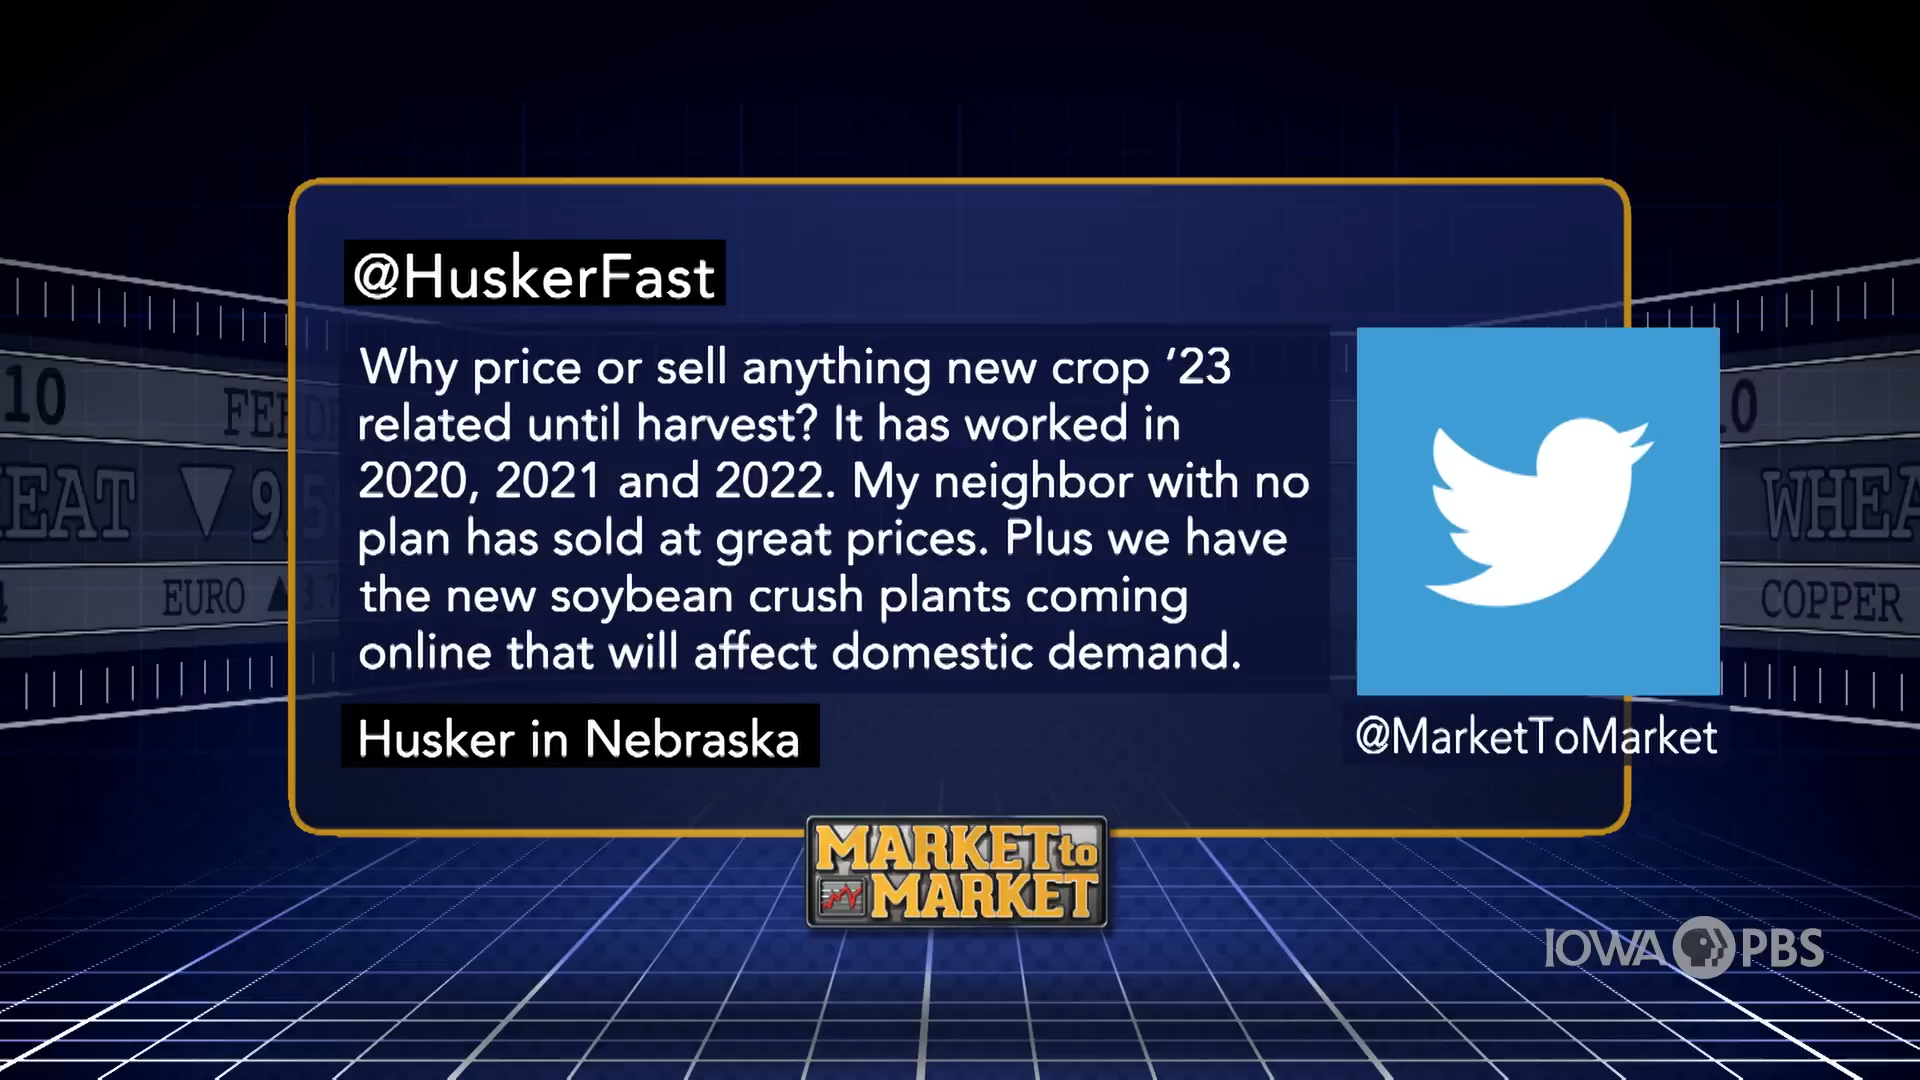 @HuskerFast
Why price or sell anything new crop ‘23
related until harvest? It has worked in
2020, 2021 and 2022. My neighbor with no
plan has sold at great prices. Plus we have
the new soybean crush plants coming
online that will affect domestic demand.
Husker in Nebraska
@MarketToMarket
10
EAT
EURO
0
WHEA
COPPER
MARKET to
MARKET
IOWA PBS